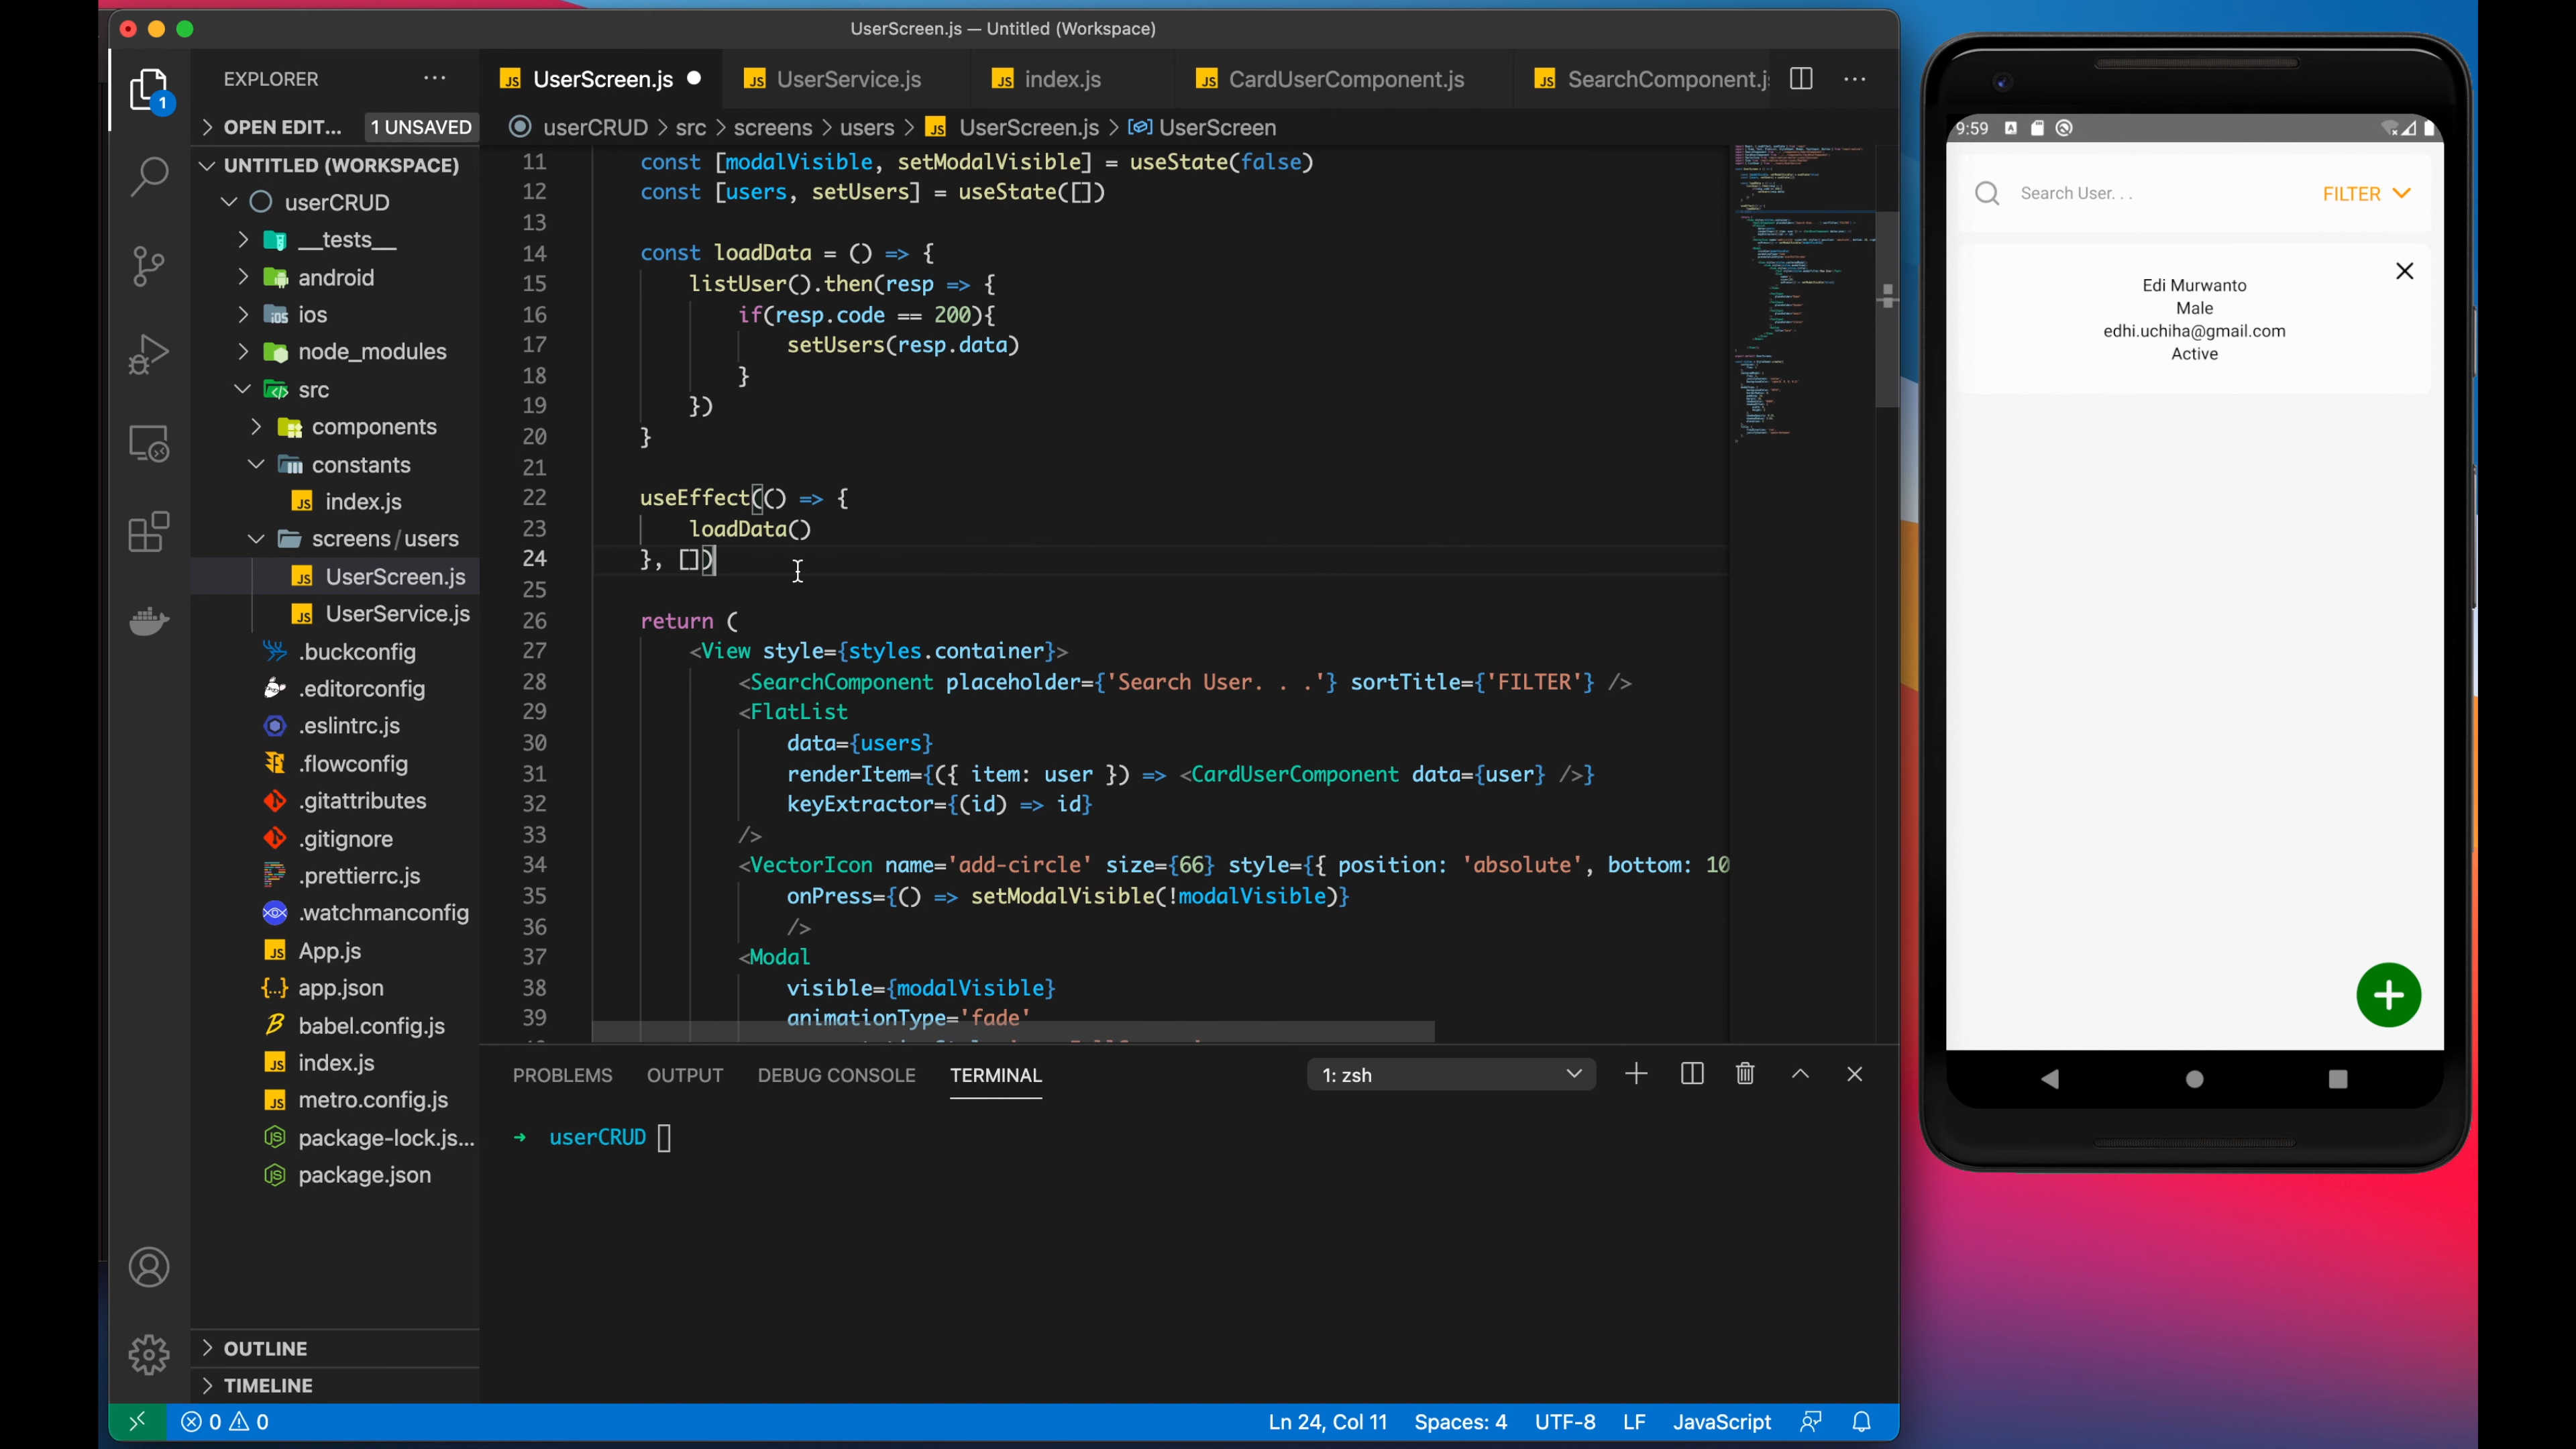 UserScreen.js — Untitled (Workspace)
EXPLORER
UserScreen.js
UserService.js
index.js
CardUserComponent.js
SearchComponent.js
1
OPEN EDIT...
1 UNSAVED
userCRUD > src > screens > users > UserScreen.js > UserScreen
UNTITLED (WORKSPACE)
userCRUD
__tests__
android
ios
node_modules
src
components
constants
index.js
screens/users
UserScreen.js
UserService.js
.buckconfig
.editorconfig
.eslintrc.js
.flowconfig
.gitattributes
.gitignore
.prettierrc.js
.watchmanconfig
App.js
app.json
babel.config.js
index.js
metro.config.js
package-lock.js...
package.json
OUTLINE
TIMELINE
11 const [modalVisible, setModalVisible] = useState(false)
12 const [users, setUsers] = useState([])
13
14 const loadData = () => {
15 listUser().then(resp => {
16 if(resp.code == 200){
17 setUsers(resp.data)
18 }
19 })
20 }
21
22 useEffect(() => {
23 loadData()
24 }, [])
25
26 return (
27 <View style={styles.container}>
28 <SearchComponent placeholder={'Search User. . .'} sortTitle={'FILTER'} />
29 <FlatList
30 data={users}
31 renderItem={({ item: user }) => <CardUserComponent data={user} />}
32 keyExtractor={(id) => id}
33 />
34 <VectorIcon name='add-circle' size={66} style={{ position: 'absolute', bottom: 10
35 onPress={() => setModalVisible(!modalVisible)}
36 />
37 <Modal
38 visible={modalVisible}
39 animationType='fade'
PROBLEMS
OUTPUT
DEBUG CONSOLE
TERMINAL
1: zsh
→ userCRUD
0 0
Ln 24, Col 11
Spaces: 4
UTF-8
LF
JavaScript
9:59
Search User. . .
FILTER
Edi Murwanto
Male
edhi.uchiha@gmail.com
Active